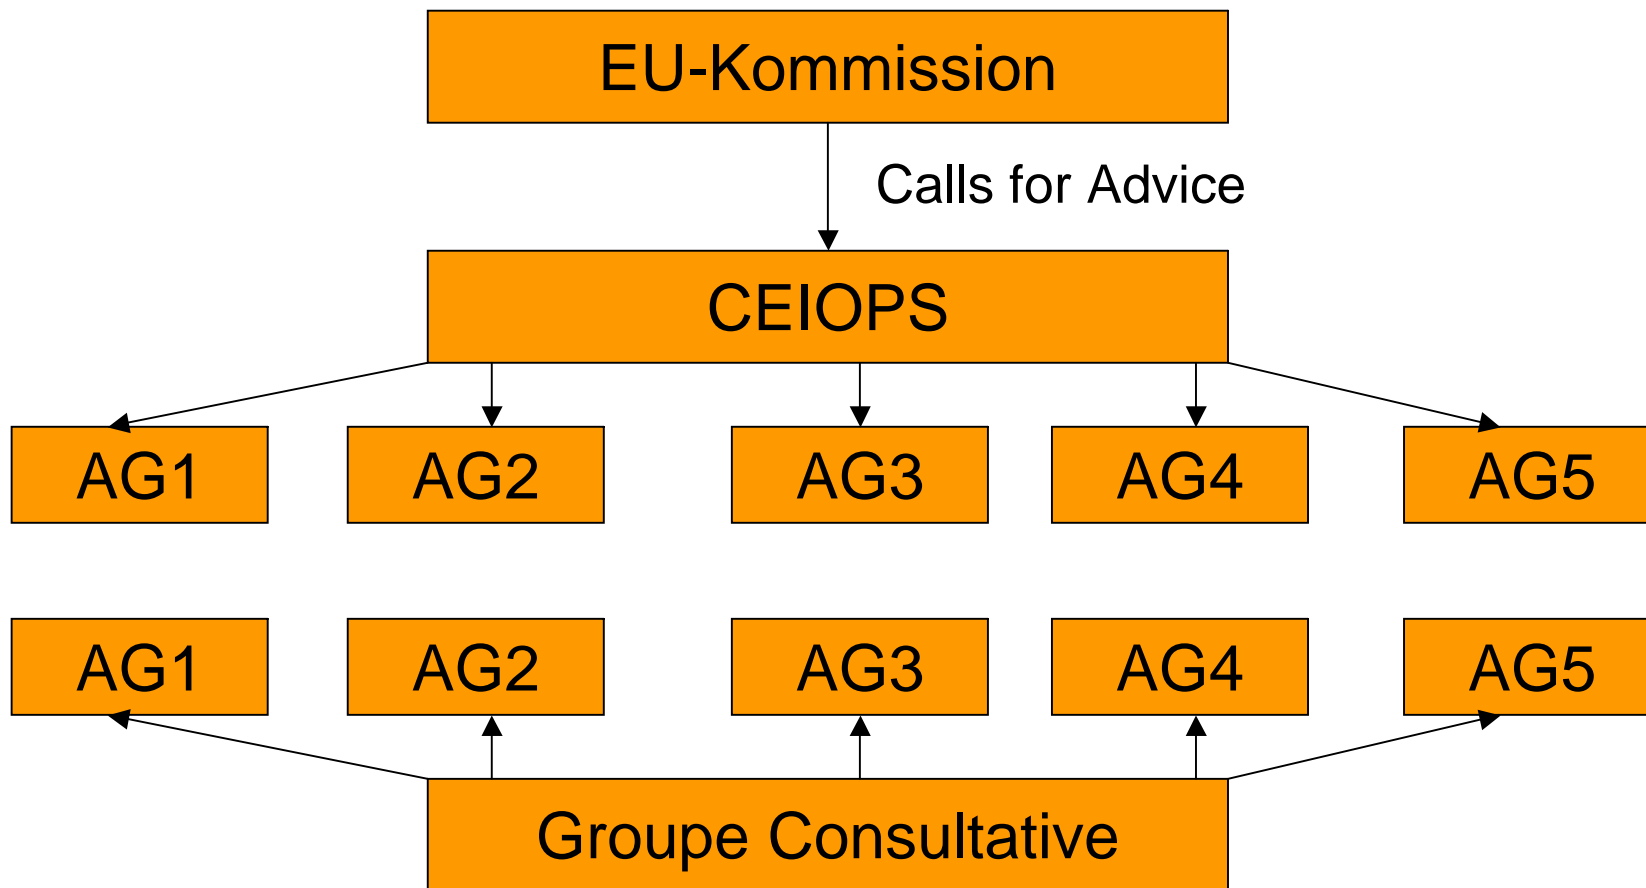 EU-Kommission
Calls for Advice
CEIOPS
AG1 AG2 AG3 AG4 AG5
AG1 AG2 AG3 AG4 AG5
Groupe Consultative